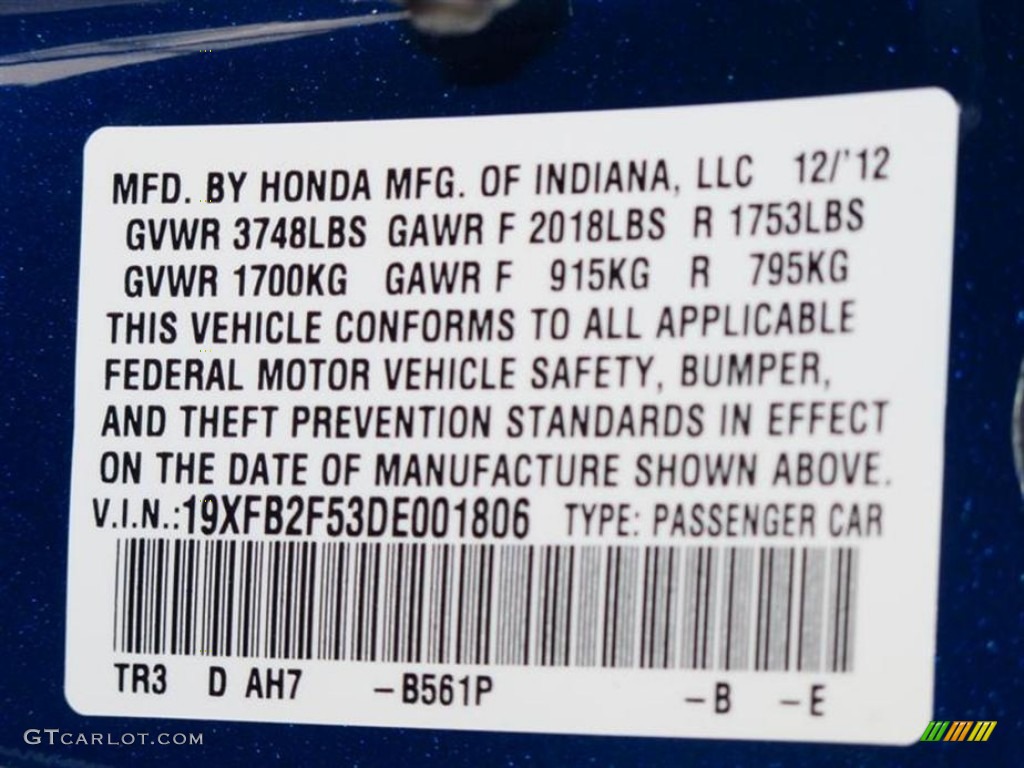 MFD. BY HONDA MFG. OF INDIANA, LLC 12/'12
GVWR 3748LBS GAWR F 2018LBS R 1753LBS
GVWR 1700KG GAWR F 915KG R 795KG
THIS VEHICLE CONFORMS TO ALL APPLICABLE
FEDERAL MOTOR VEHICLE SAFETY, BUMPER,
AND THEFT PREVENTION STANDARDS IN EFFECT
ON THE DATE OF MANUFACTURE SHOWN ABOVE.
V.I.N.:19XFB2F53DE001806 TYPE: PASSENGER CAR
TR3 D AH7 -B561P -B -E
GTCARLOT.COM